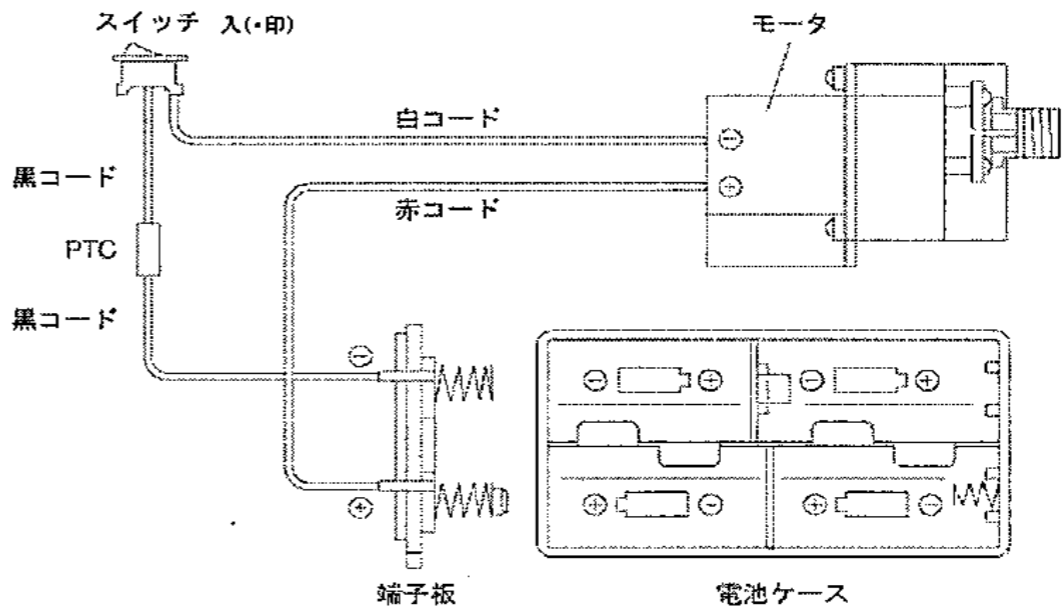 スイッチ 入(・印)
モータ
白コード
黒コード
赤コード
PTC
黒コード
⊖
⊕
⊖
⊕
⊖ ⊕ ⊖ ⊕
⊕ ⊖ ⊕ ⊖
端子板
電池ケース